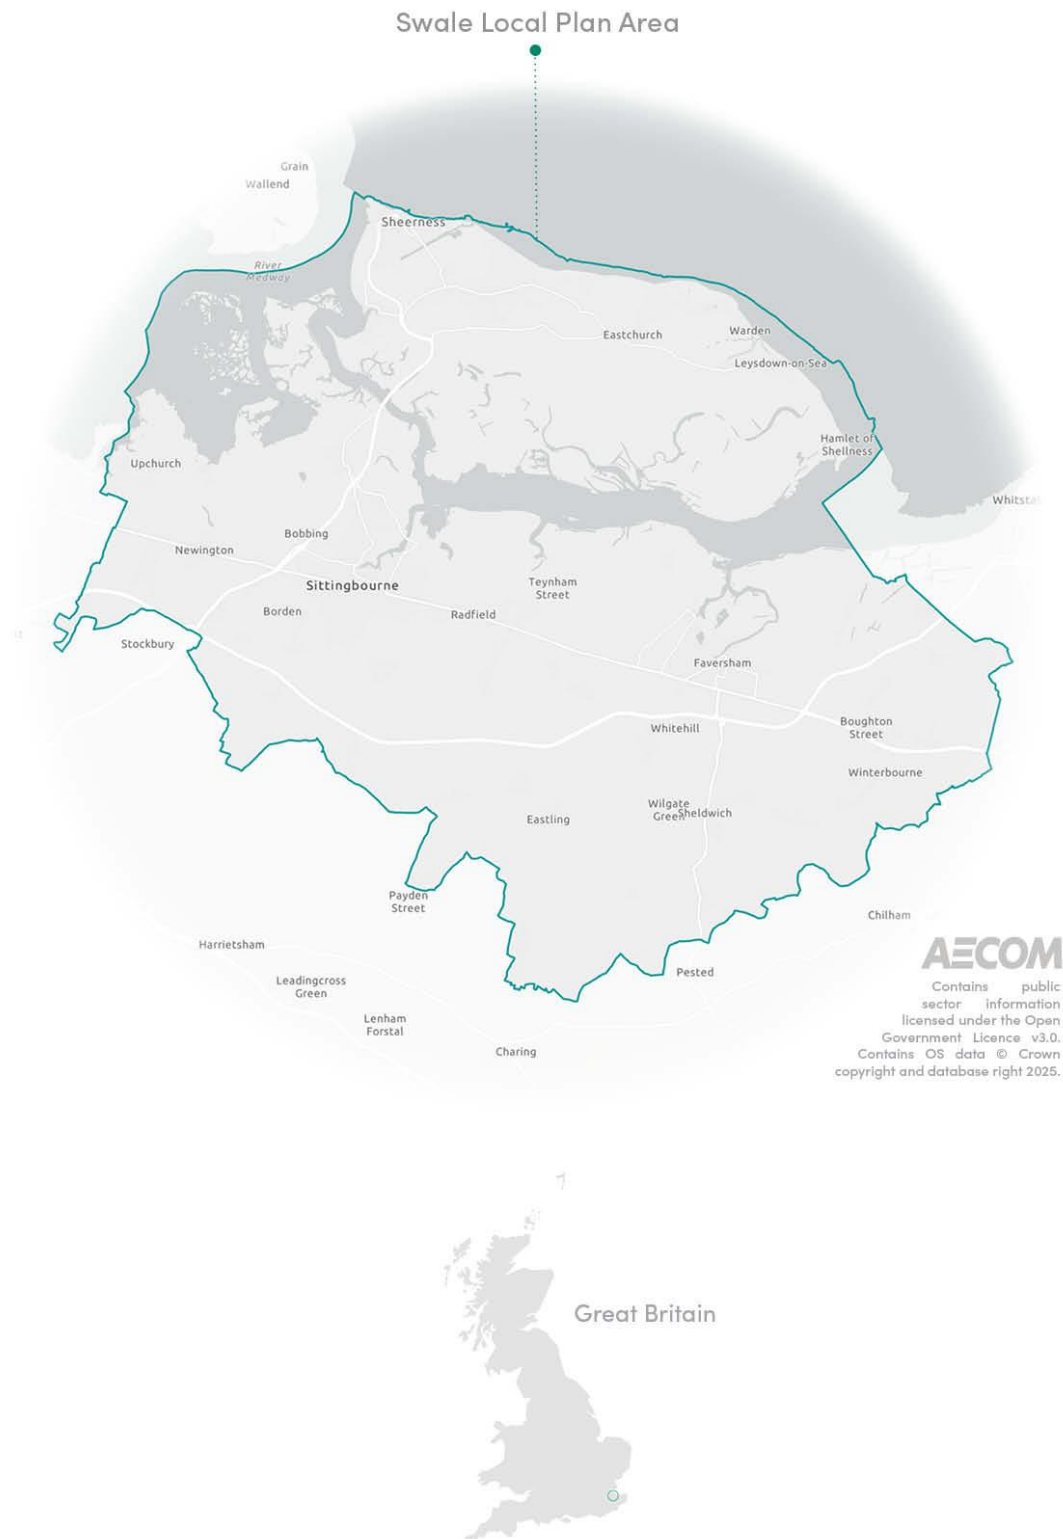 Swale Local Plan Area
Grain
Wallend
Sheerness
River
Medway
Eastchurch
Warden
Leysdown-on-Sea
Hamlet of
Shellness
Upchurch
Whitsta
Bobbing
Newington
Sittingbourne
Teynham
Street
Borden
Radfield
Stockbury
Faversham
Whitehill
Boughton
Street
Winterbourne
Wilgate
Green
Sheldwich
Eastling
Payden
Street
Chilham
Harrietsham
Pested
Leadingcross
Green
Lenham
Forstal
Charing
AECOM
Contains public
sector information
licensed under the Open
Government Licence v3.0.
Contains OS data © Crown
copyright and database right 2025.
Great Britain